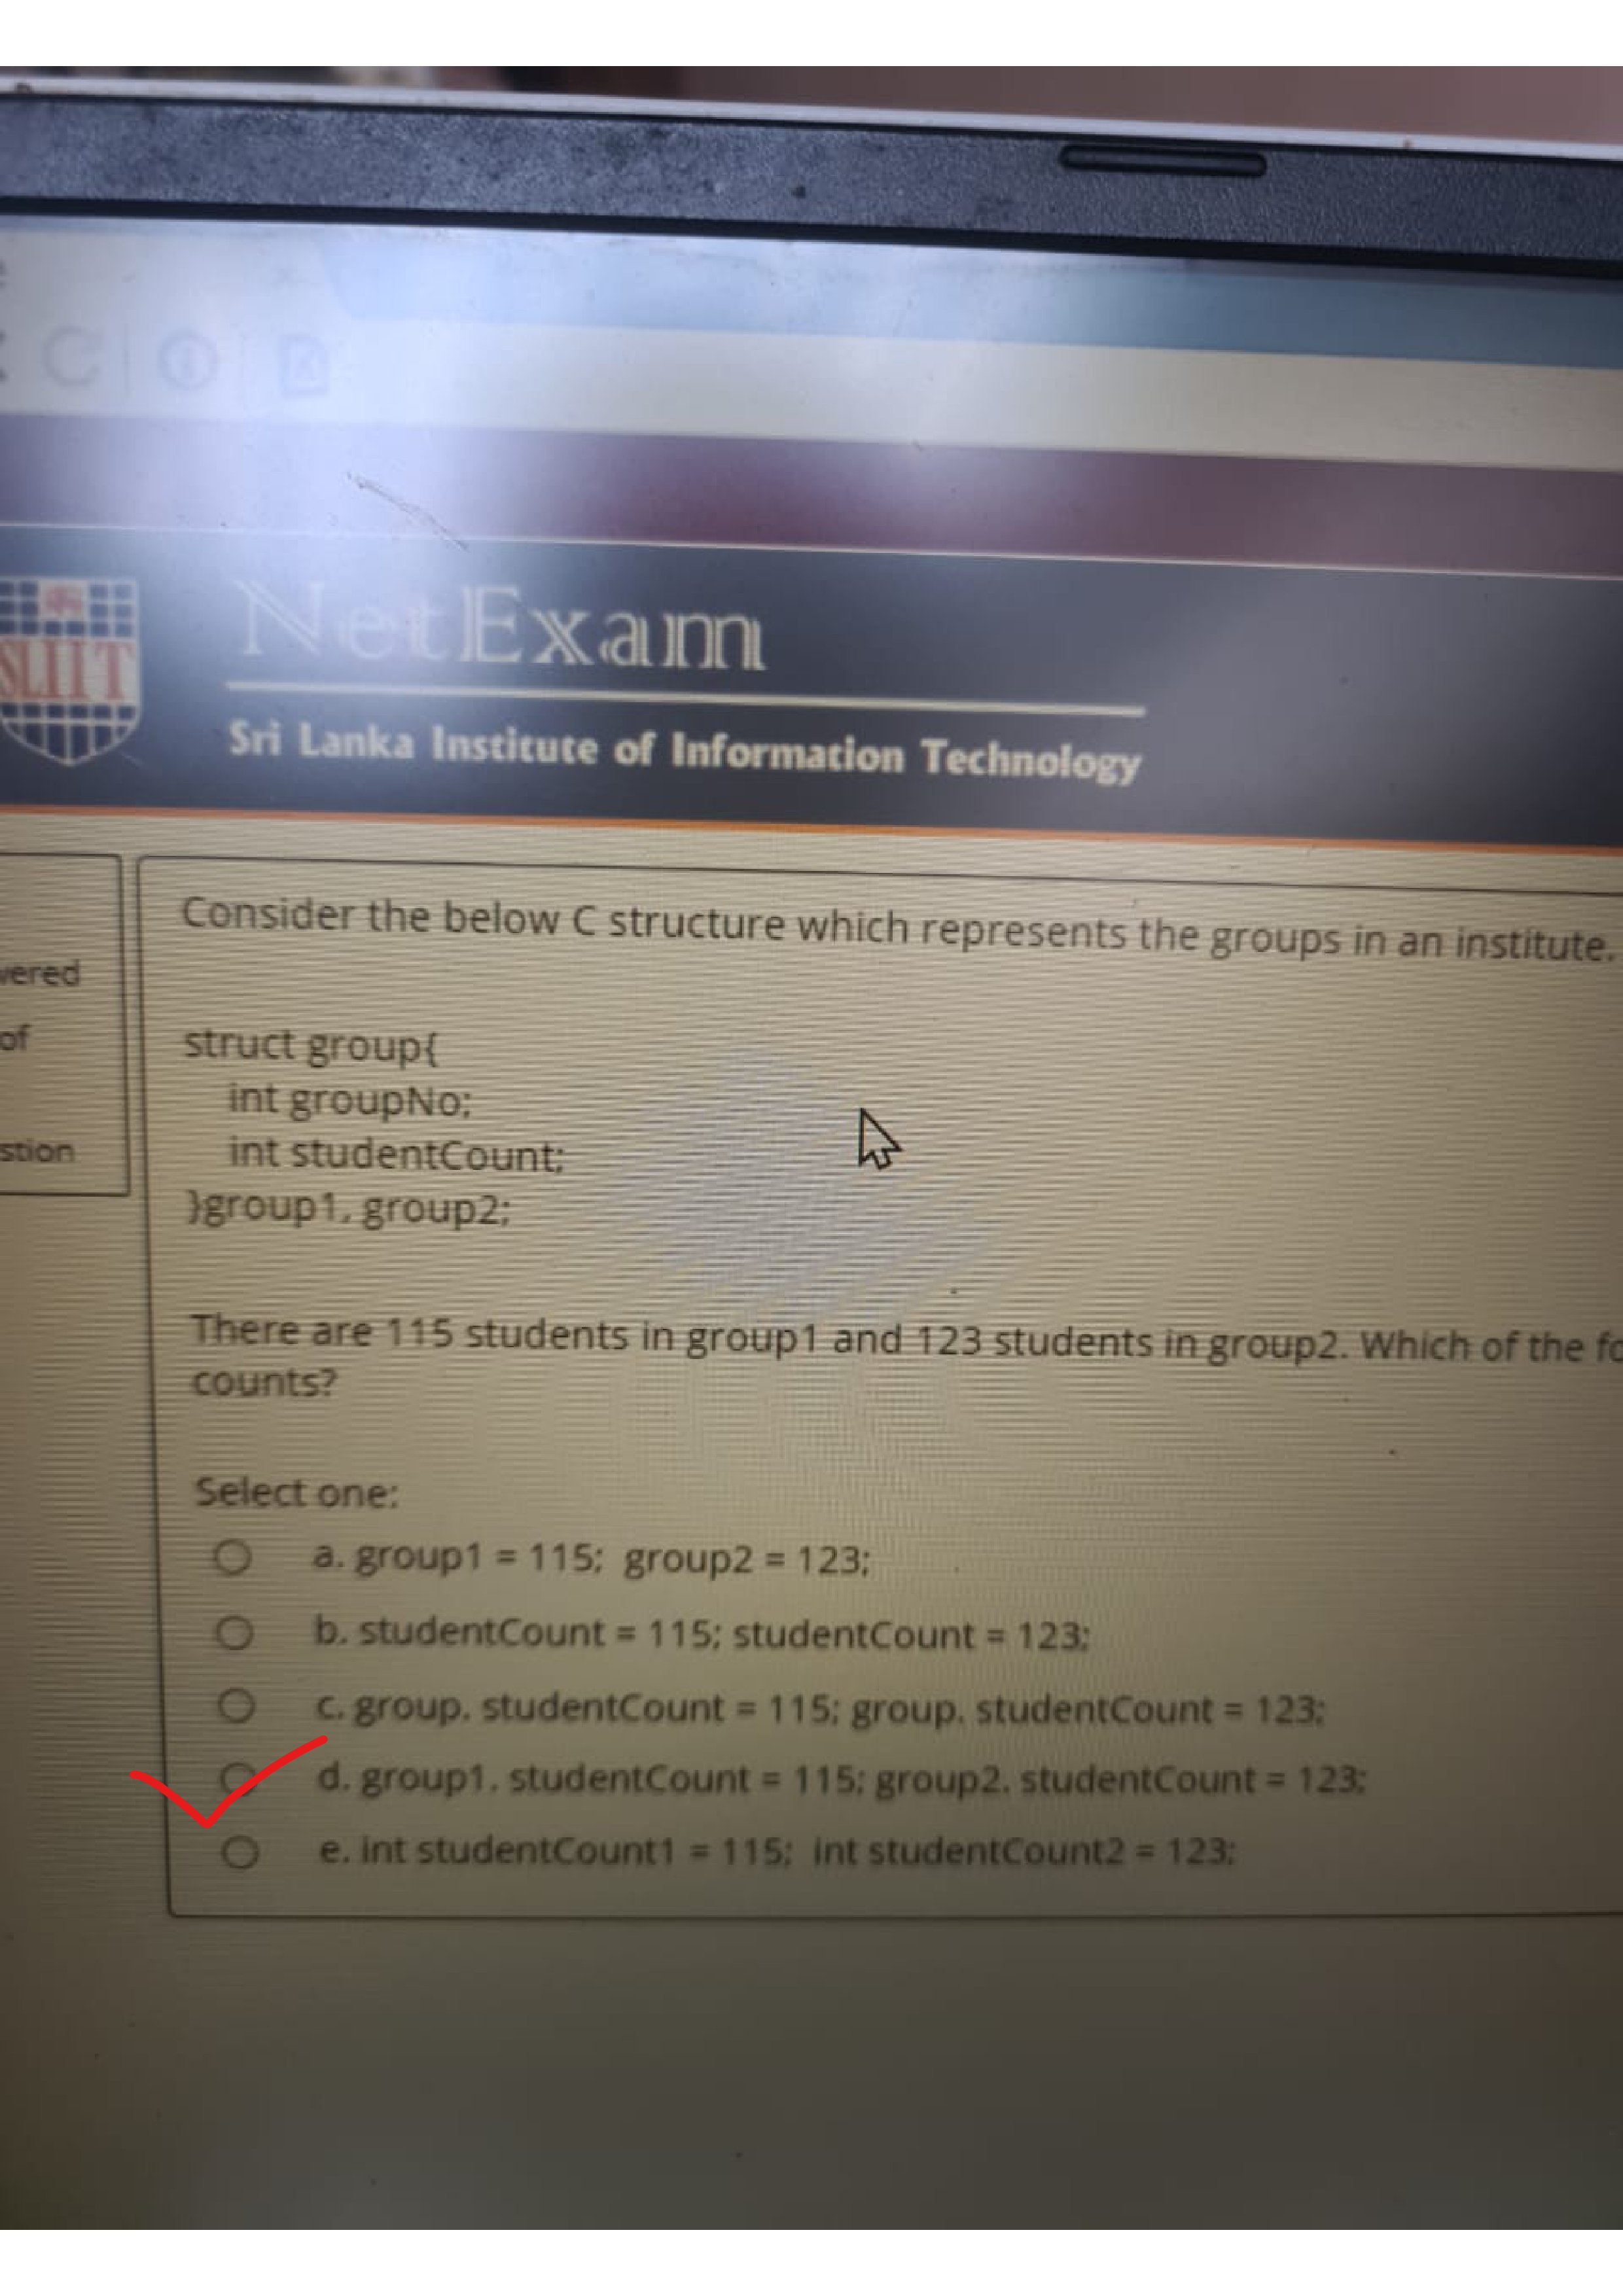 NetExam
SLIIT
Sri Lanka Institute of Information Technology
Consider the below C structure which represents the groups in an institute.
vered
of
stion
struct group{
int groupNo;
int studentCount;
}group1, group2;
There are 115 students in group1 and 123 students in group2. Which of the fo
counts?
Select one:
a. group1 = 115; group2 = 123;
b. studentCount = 115; studentCount = 123;
c. group. studentCount = 115; group. studentCount = 123;
d. group1. studentCount = 115; group2. studentCount = 123;
e. int studentCount1 = 115; int studentCount2 = 123;